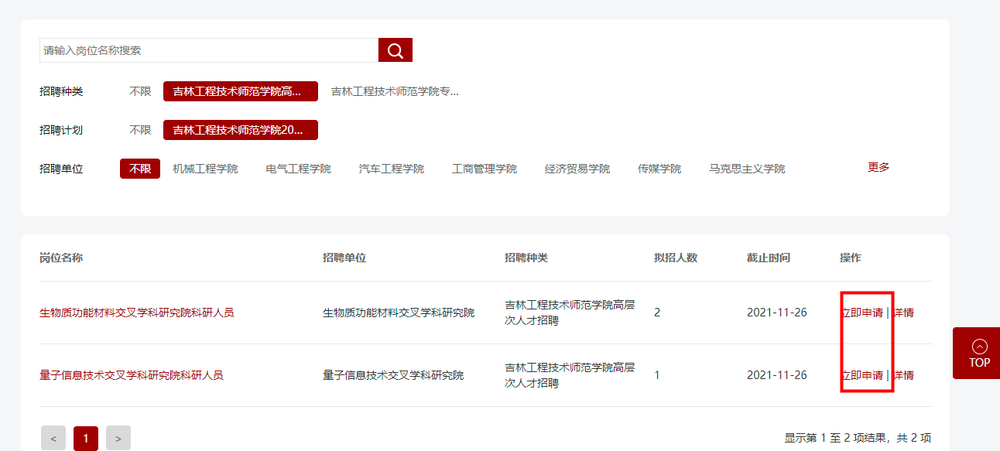 请输入岗位名称搜索
招聘种类 不限 吉林工程技术师范学院高... 吉林工程技术师范学院专...
招聘计划 不限 吉林工程技术师范学院20...
招聘单位 不限 机械工程学院 电气工程学院 汽车工程学院 工商管理学院 经济贸易学院 传媒学院 马克思主义学院 更多
岗位名称 招聘单位 招聘种类 拟招人数 截止时间 操作
生物质功能材料交叉学科研究院科研人员 生物质功能材料交叉学科研究院 吉林工程技术师范学院高层 2 2021-11-26 立即申请 | 详情
次人才招聘
量子信息技术交叉学科研究院科研人员 量子信息技术交叉学科研究院 吉林工程技术师范学院高层 1 2021-11-26 立即申请 | 详情
次人才招聘
TOP
< 1 > 显示第 1 至 2 项结果，共 2 项